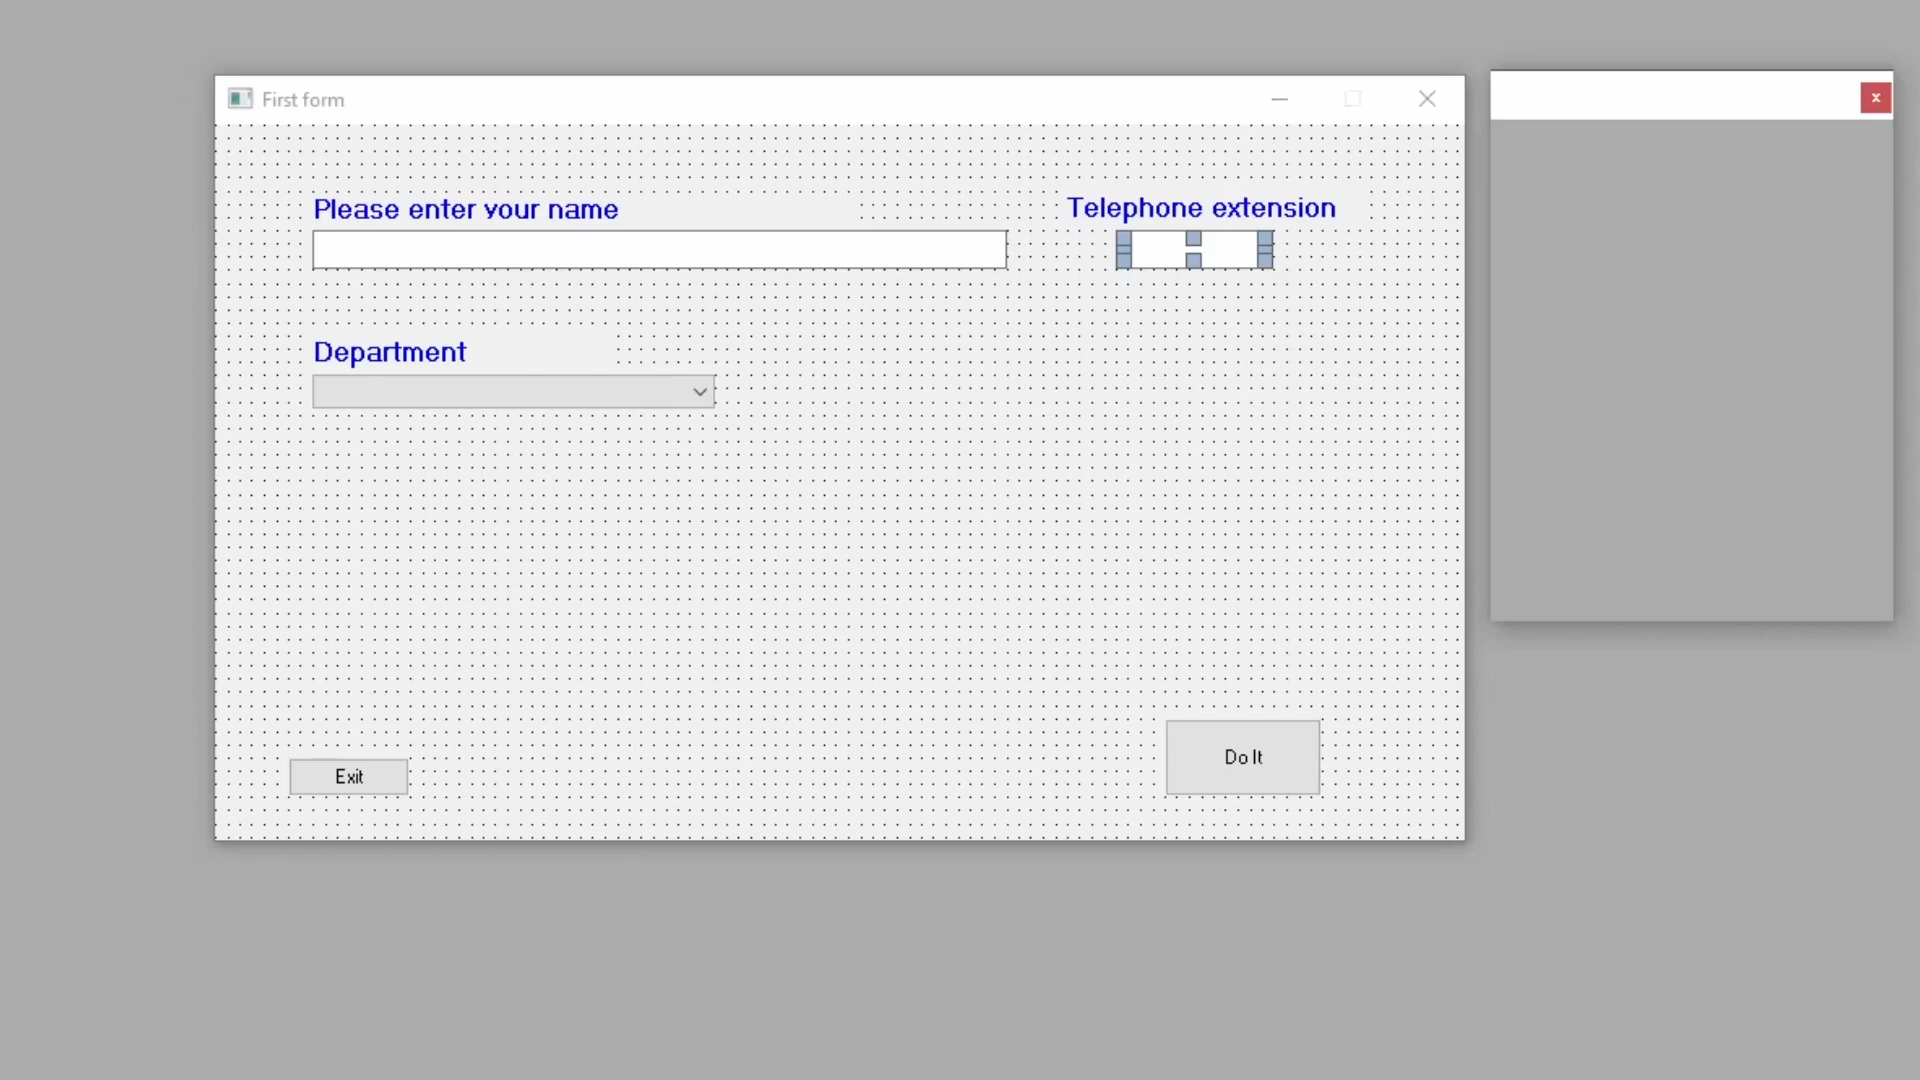 First form
Please enter your name
Telephone extension
Department
Do It
Exit